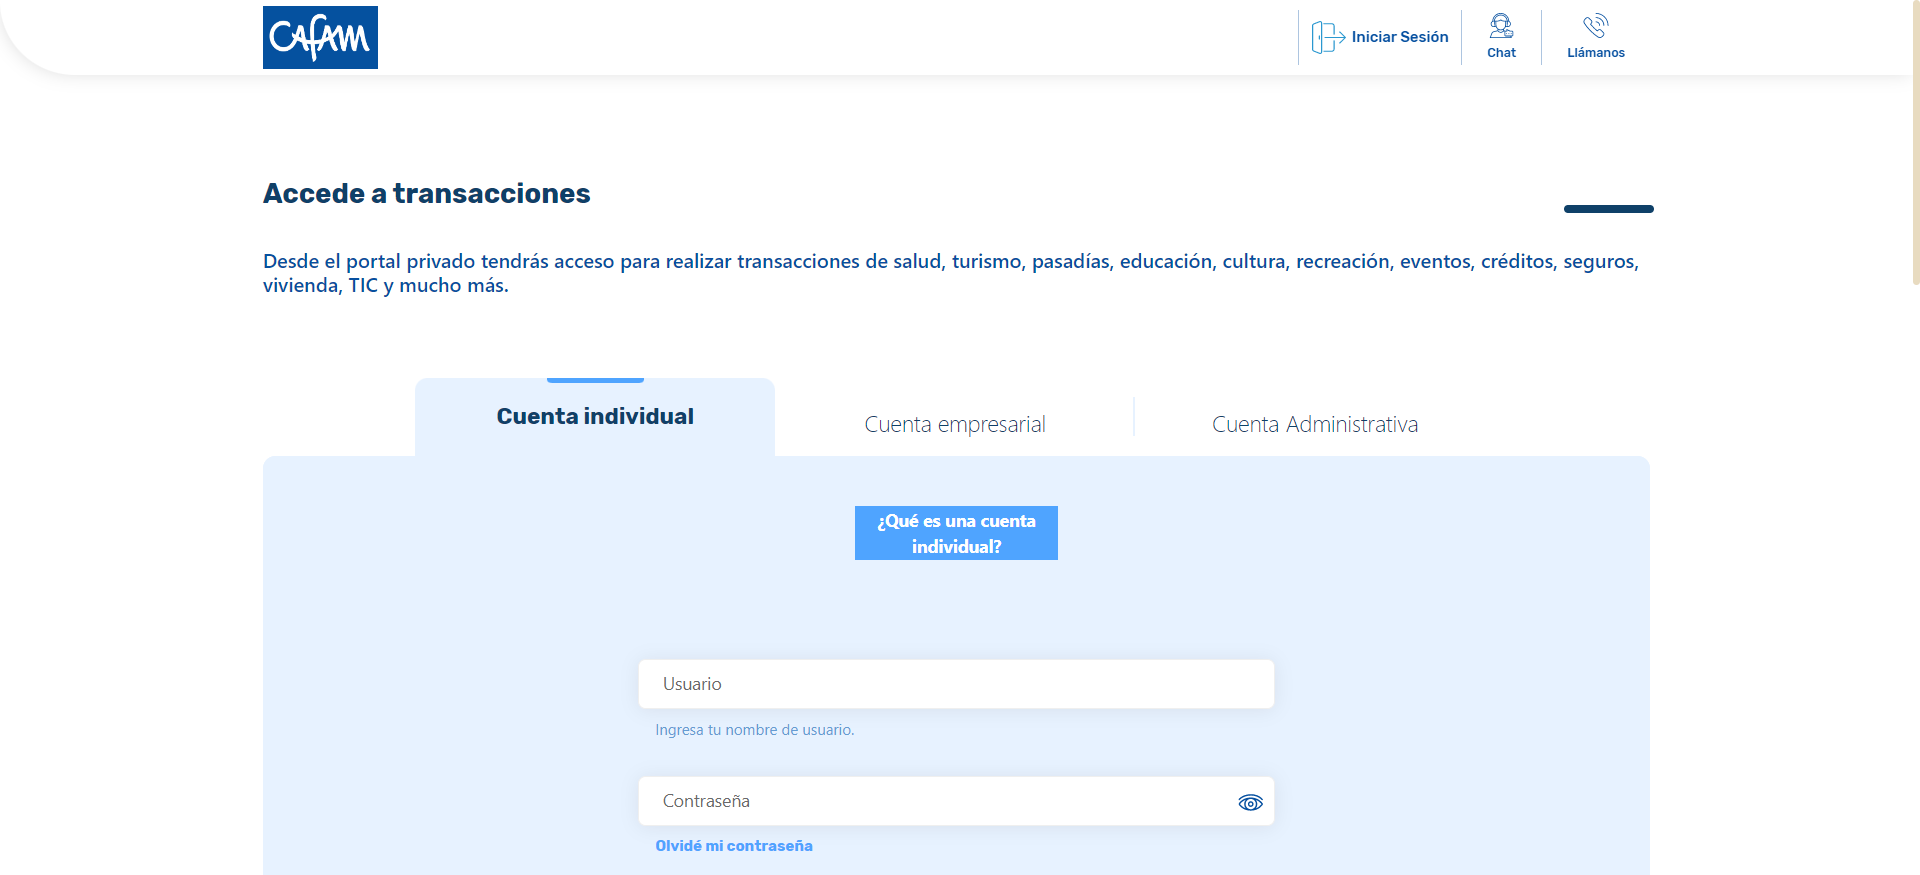 CAFAM
Iniciar Sesión
Chat
Llámanos
Accede a transacciones
Desde el portal privado tendrás acceso para realizar transacciones de salud, turismo, pasadías, educación, cultura, recreación, eventos, créditos, seguros,
vivienda, TIC y mucho más.
Cuenta individual
Cuenta empresarial
Cuenta Administrativa
¿Qué es una cuenta
individual?
Usuario
Ingresa tu nombre de usuario.
Contraseña
Olvidé mi contraseña